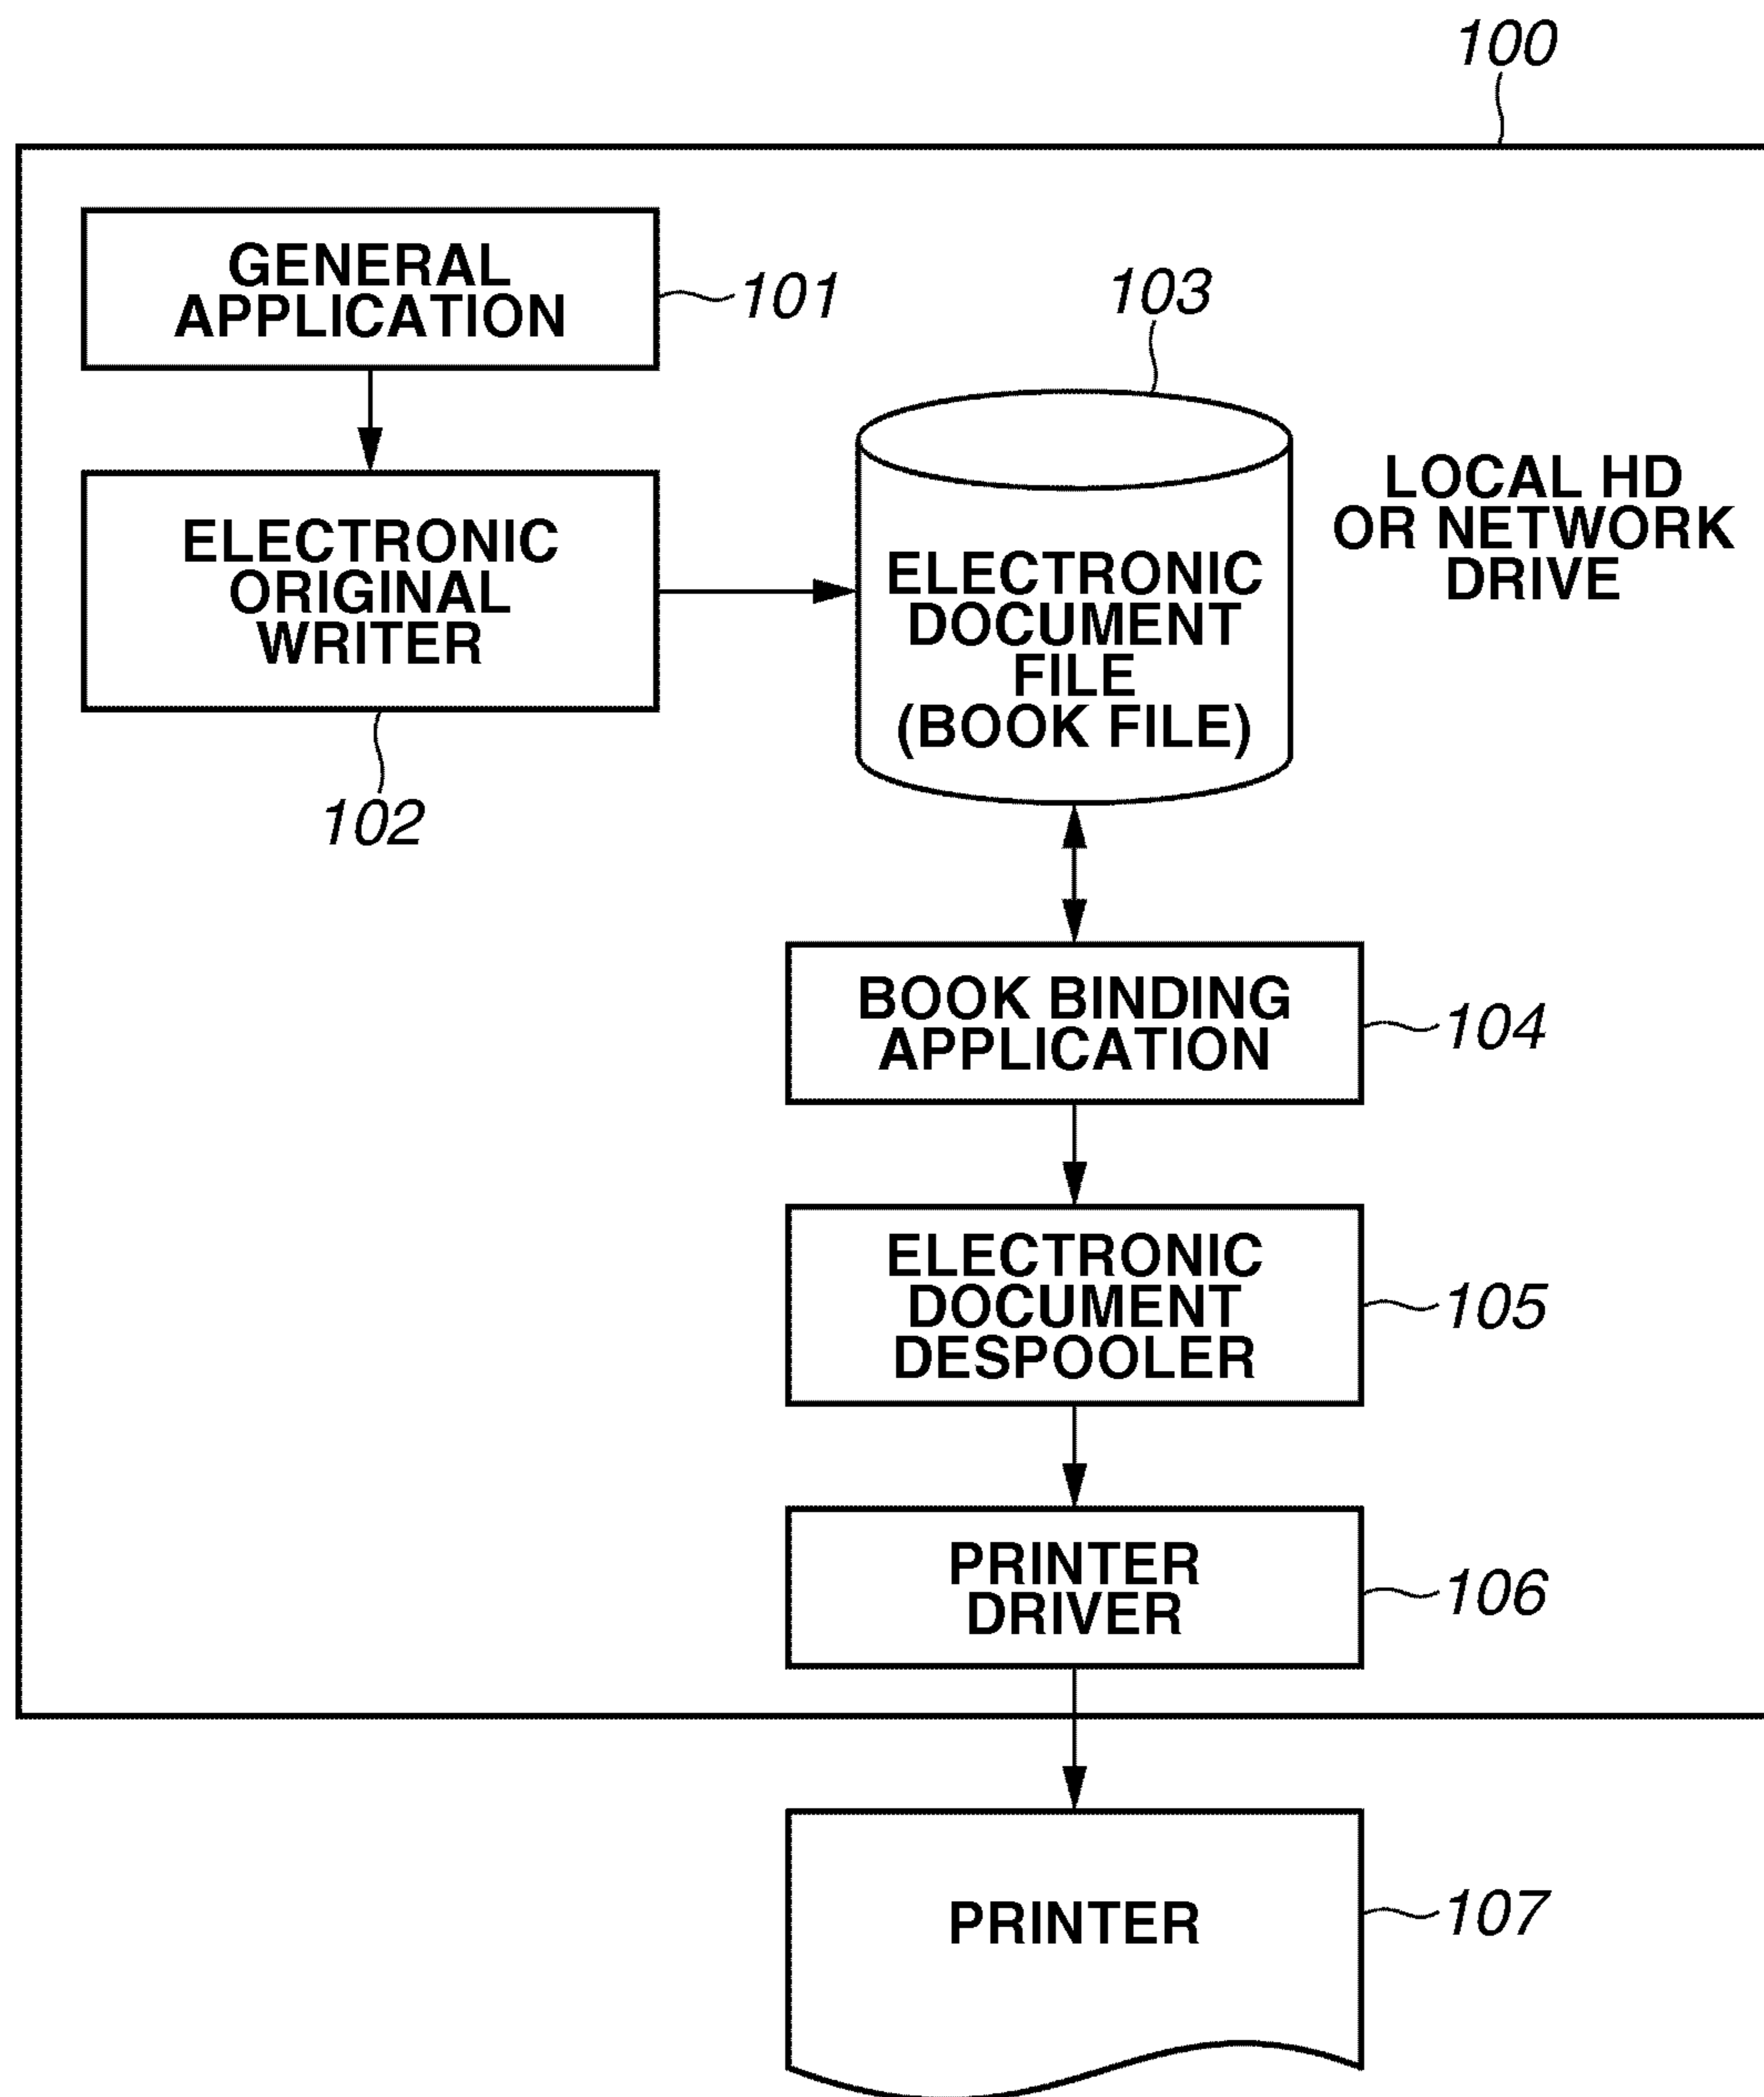 100
GENERAL
APPLICATION
101
ELECTRONIC
ORIGINAL
WRITER
102
103
ELECTRONIC
DOCUMENT
FILE
(BOOK FILE)
LOCAL HD
OR NETWORK
DRIVE
BOOK BINDING
APPLICATION
104
ELECTRONIC
DOCUMENT
DESPOOLER
105
PRINTER
DRIVER
106
PRINTER
107